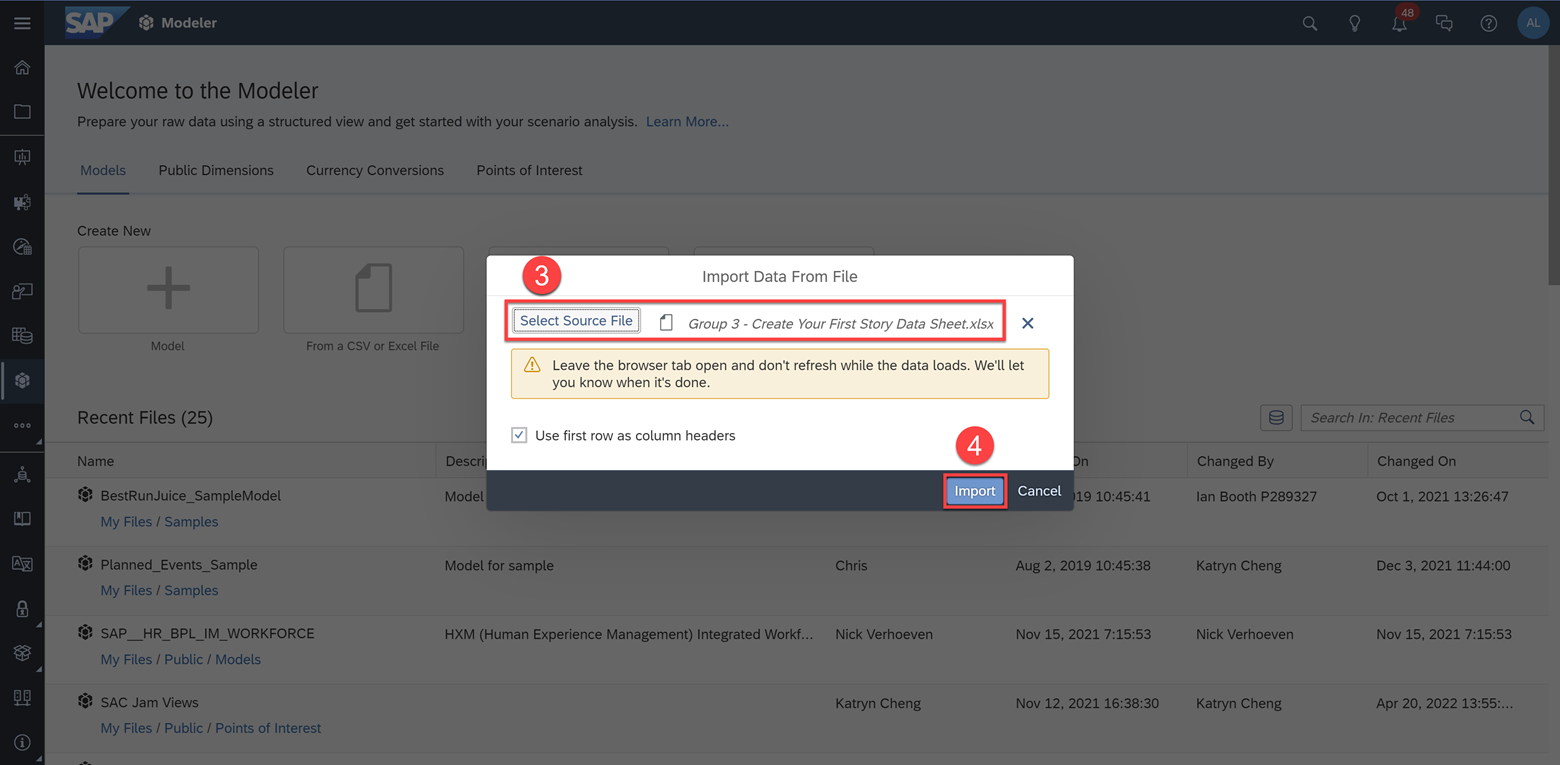 SAP Modeler 48 AL
Welcome to the Modeler
Prepare your raw data using a structured view and get started with your scenario analysis. Learn More...
Models Public Dimensions Currency Conversions Points of Interest
Create New
Model From a CSV or Excel File
3
Import Data From File
Select Source File Group 3 - Create Your First Story Data Sheet.xlsx
Leave the browser tab open and don't refresh while the data loads. We'll let
you know when it's done.
Use first row as column headers
4
Import Cancel
Recent Files (25) Search In: Recent Files
Name On Changed By Changed On
BestRunJuice_SampleModel Model 10:45:41 Ian Booth P289327 Oct 1, 2021 13:26:47
My Files / Samples
Planned_Events_Sample Model for sample Chris Aug 2, 2019 10:45:38 Katryn Cheng Dec 3, 2021 11:44:00
My Files / Samples
SAP__HR_BPL_IM_WORKFORCE HXM (Human Experience Management) Integrated Workf... Nick Verhoeven Nov 15, 2021 7:15:53 Nick Verhoeven Nov 15, 2021 7:15:53
My Files / Public / Models
SAC Jam Views Katryn Cheng Nov 12, 2021 16:38:30 Katryn Cheng Apr 20, 2022 13:55:...
My Files / Public / Points of Interest